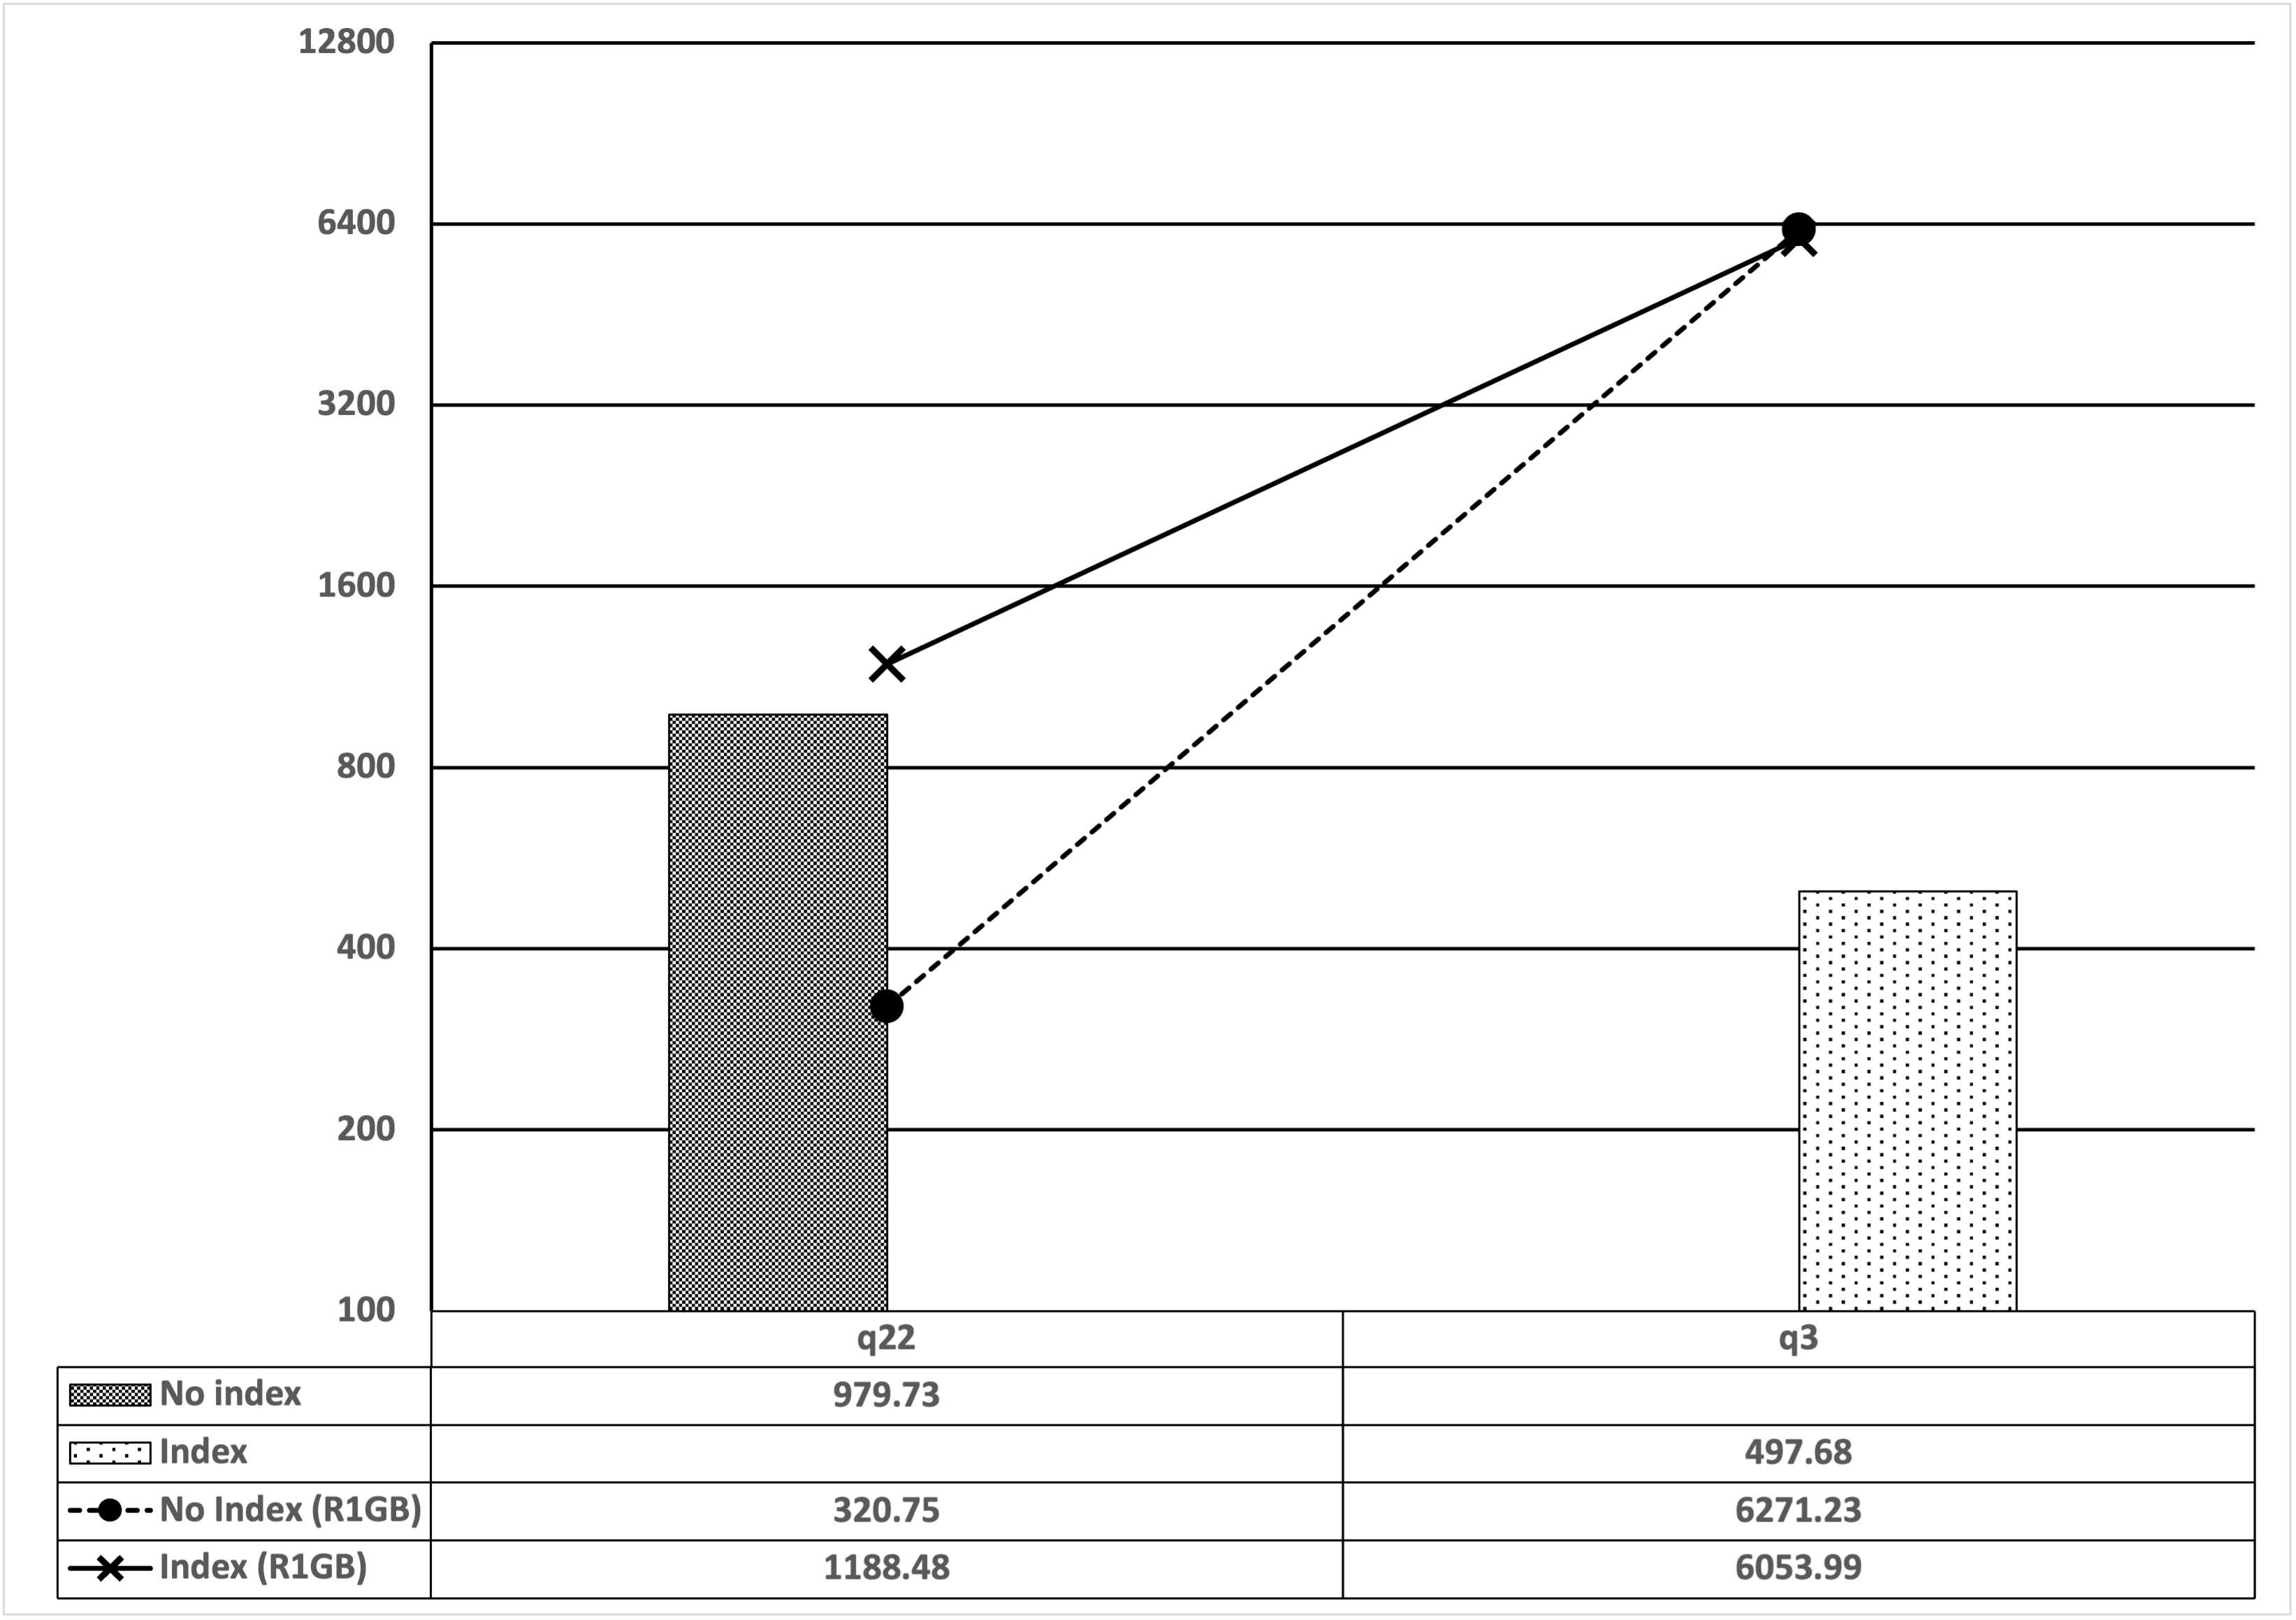 12800
6400
3200
1600
800
400
200
100
q22 q3
No index 979.73
Index 497.68
No Index (R1GB) 320.75 6271.23
Index (R1GB) 1188.48 6053.99